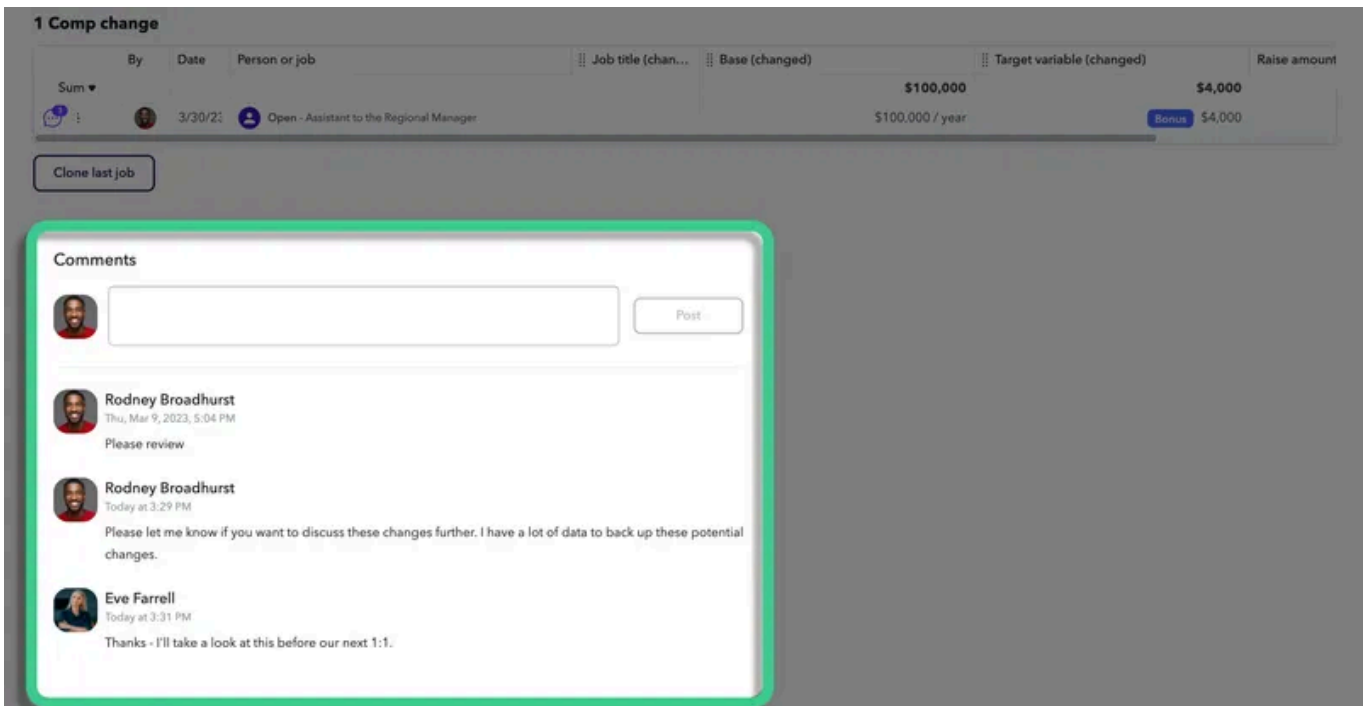 1 Comp change
By Date Person or job Job title (chan... Base (changed) Target variable (changed) Raise amount
Sum $100,000 $4,000
3 3/30/2 Open - Assistant to the Regional Manager $100,000 / year Bonus $4,000
Clone last job
Comments
Post
Rodney Broadhurst
Thu, Mar 9, 2023, 5:04 PM
Please review
Rodney Broadhurst
Today at 3:29 PM
Please let me know if you want to discuss these changes further. I have a lot of data to back up these potential
changes.
Eve Farrell
Today at 3:31 PM
Thanks - I'll take a look at this before our next 1:1.